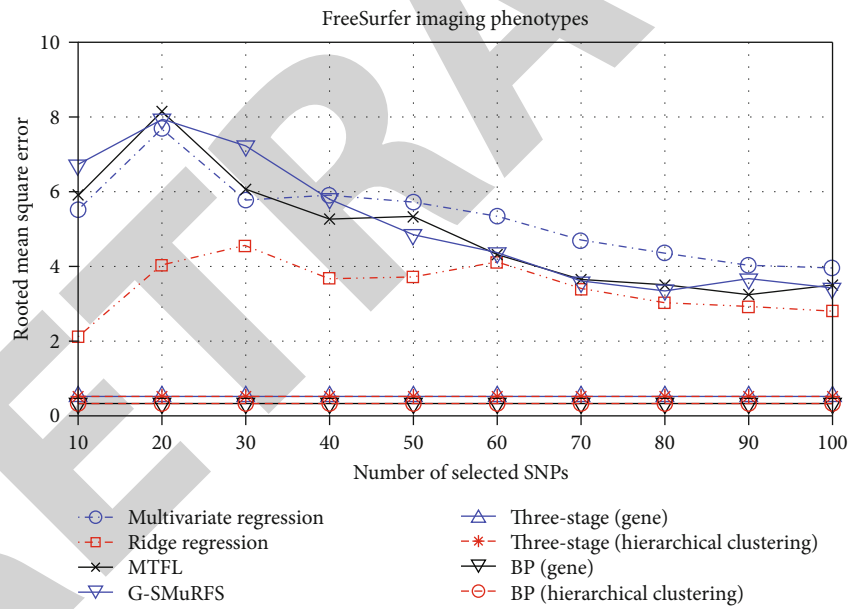 FreeSurfer imaging phenotypes
10
8
6
4
2
0
Rooted mean square error
10 20 30 40 50 60 70 80 90 100
Number of selected SNPs
Multivariate regression
Ridge regression
MTFL
G-SMuRFS
Three-stage (gene)
Three-stage (hierarchical clustering)
BP (gene)
BP (hierarchical clustering)